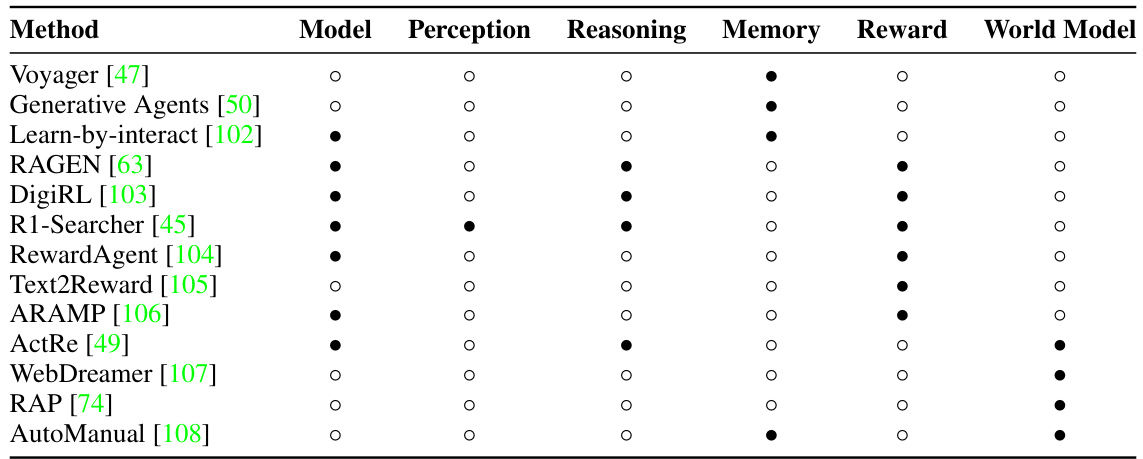 Method Model Perception Reasoning Memory Reward World Model
Voyager [47] ○ ○ ○ ● ○ ○
Generative Agents [50] ○ ○ ○ ● ○ ○
Learn-by-interact [102] ● ○ ○ ● ○ ○
RAGEN [63] ● ○ ● ○ ● ○
DigiRL [103] ● ○ ● ○ ● ○
R1-Searcher [45] ● ● ● ○ ● ○
RewardAgent [104] ● ○ ○ ○ ● ○
Text2Reward [105] ○ ○ ○ ○ ● ○
ARAMP [106] ● ○ ○ ○ ● ○
ActRe [49] ● ○ ● ○ ○ ●
WebDreamer [107] ○ ○ ○ ○ ○ ●
RAP [74] ○ ○ ○ ○ ○ ●
AutoManual [108] ○ ○ ○ ● ○ ●